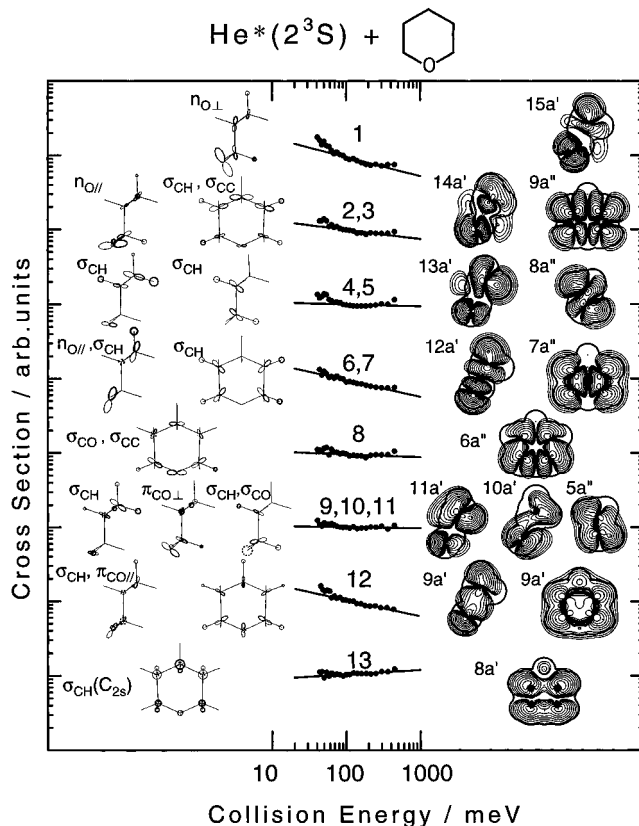 He*(2³S) +
O
Cross Section / arb.units
n_O⊥ 1 15a'
n_O// σ_CH , σ_CC 2,3 14a' 9a"
σ_CH σ_CH 4,5 13a' 8a"
n_O//,σ_CH σ_CH 6,7 12a' 7a"
σ_CO , σ_CC 8 6a"
σ_CH π_CO⊥ σ_CH,σ_CO 9,10,11 11a' 10a' 5a"
σ_CH, π_CO// 12 9a' 9a'
σ_CH(C_2s) 13 8a'
10 100 1000
Collision Energy / meV